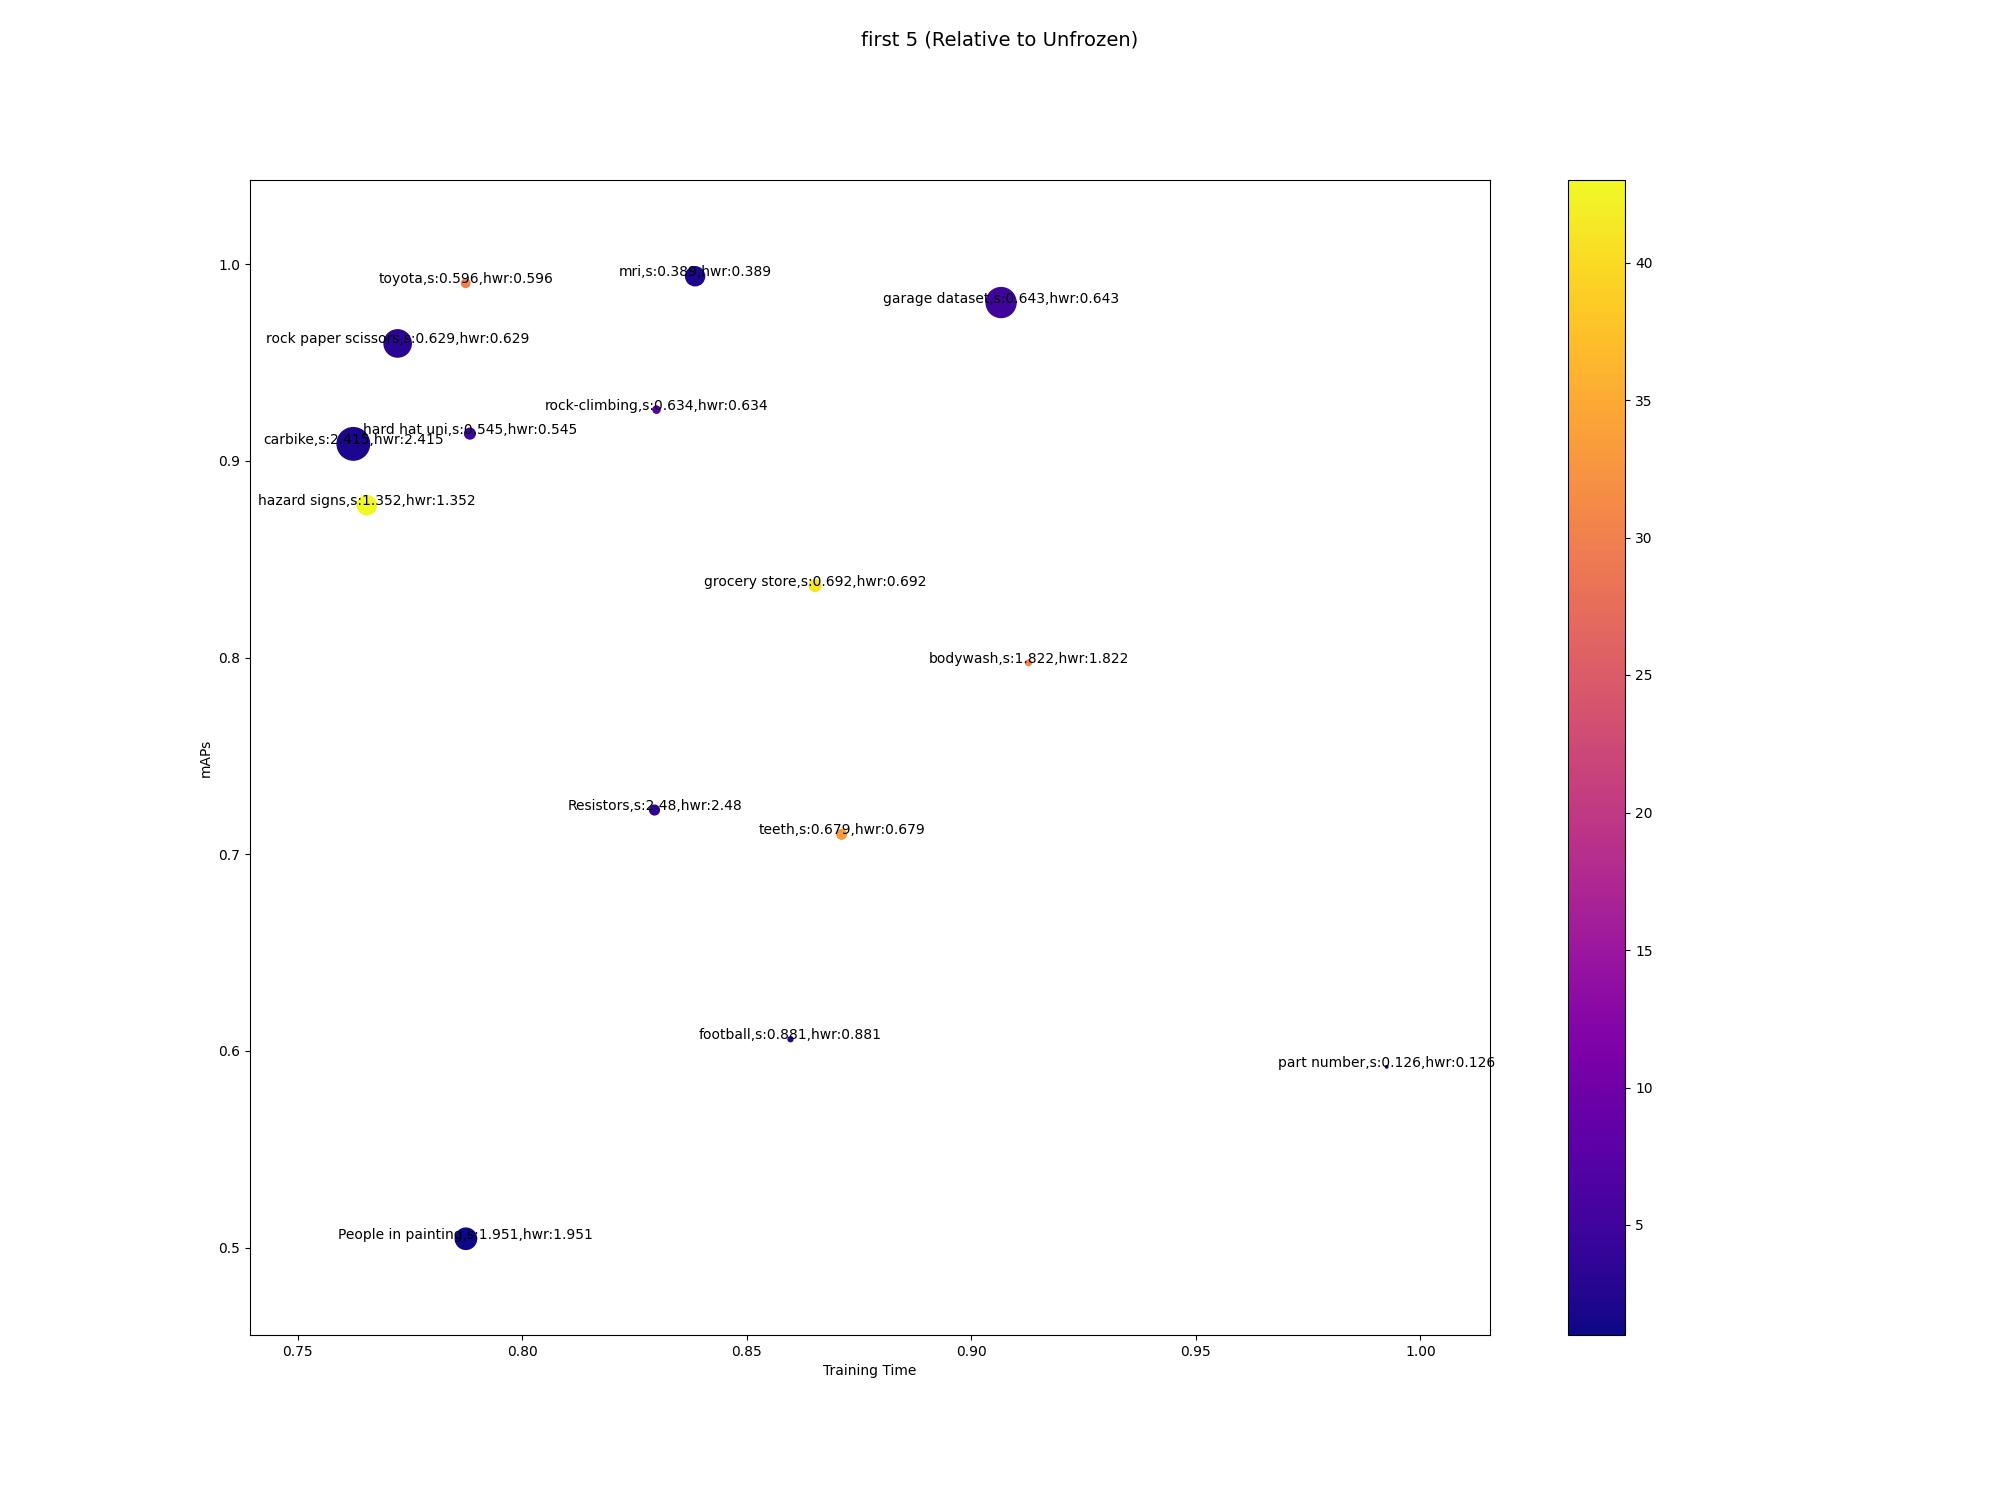 first 5 (Relative to Unfrozen)
1.0
0.9
0.8
0.7
0.6
0.5
mAPs
toyota,s:0.596,hwr:0.596
mri,s:0.389,hwr:0.389
garage dataset,s:0.643,hwr:0.643
rock paper scissors,s:0.629,hwr:0.629
rock-climbing,s:0.634,hwr:0.634
hard hat uni,s:0.545,hwr:0.545
carbike,s:2.415,hwr:2.415
hazard signs,s:1.352,hwr:1.352
grocery store,s:0.692,hwr:0.692
bodywash,s:1.822,hwr:1.822
Resistors,s:2.48,hwr:2.48
teeth,s:0.679,hwr:0.679
football,s:0.881,hwr:0.881
part number,s:0.126,hwr:0.126
People in painting,s:1.951,hwr:1.951
0.75 0.80 0.85 0.90 0.95 1.00
Training Time
40
35
30
25
20
15
10
5